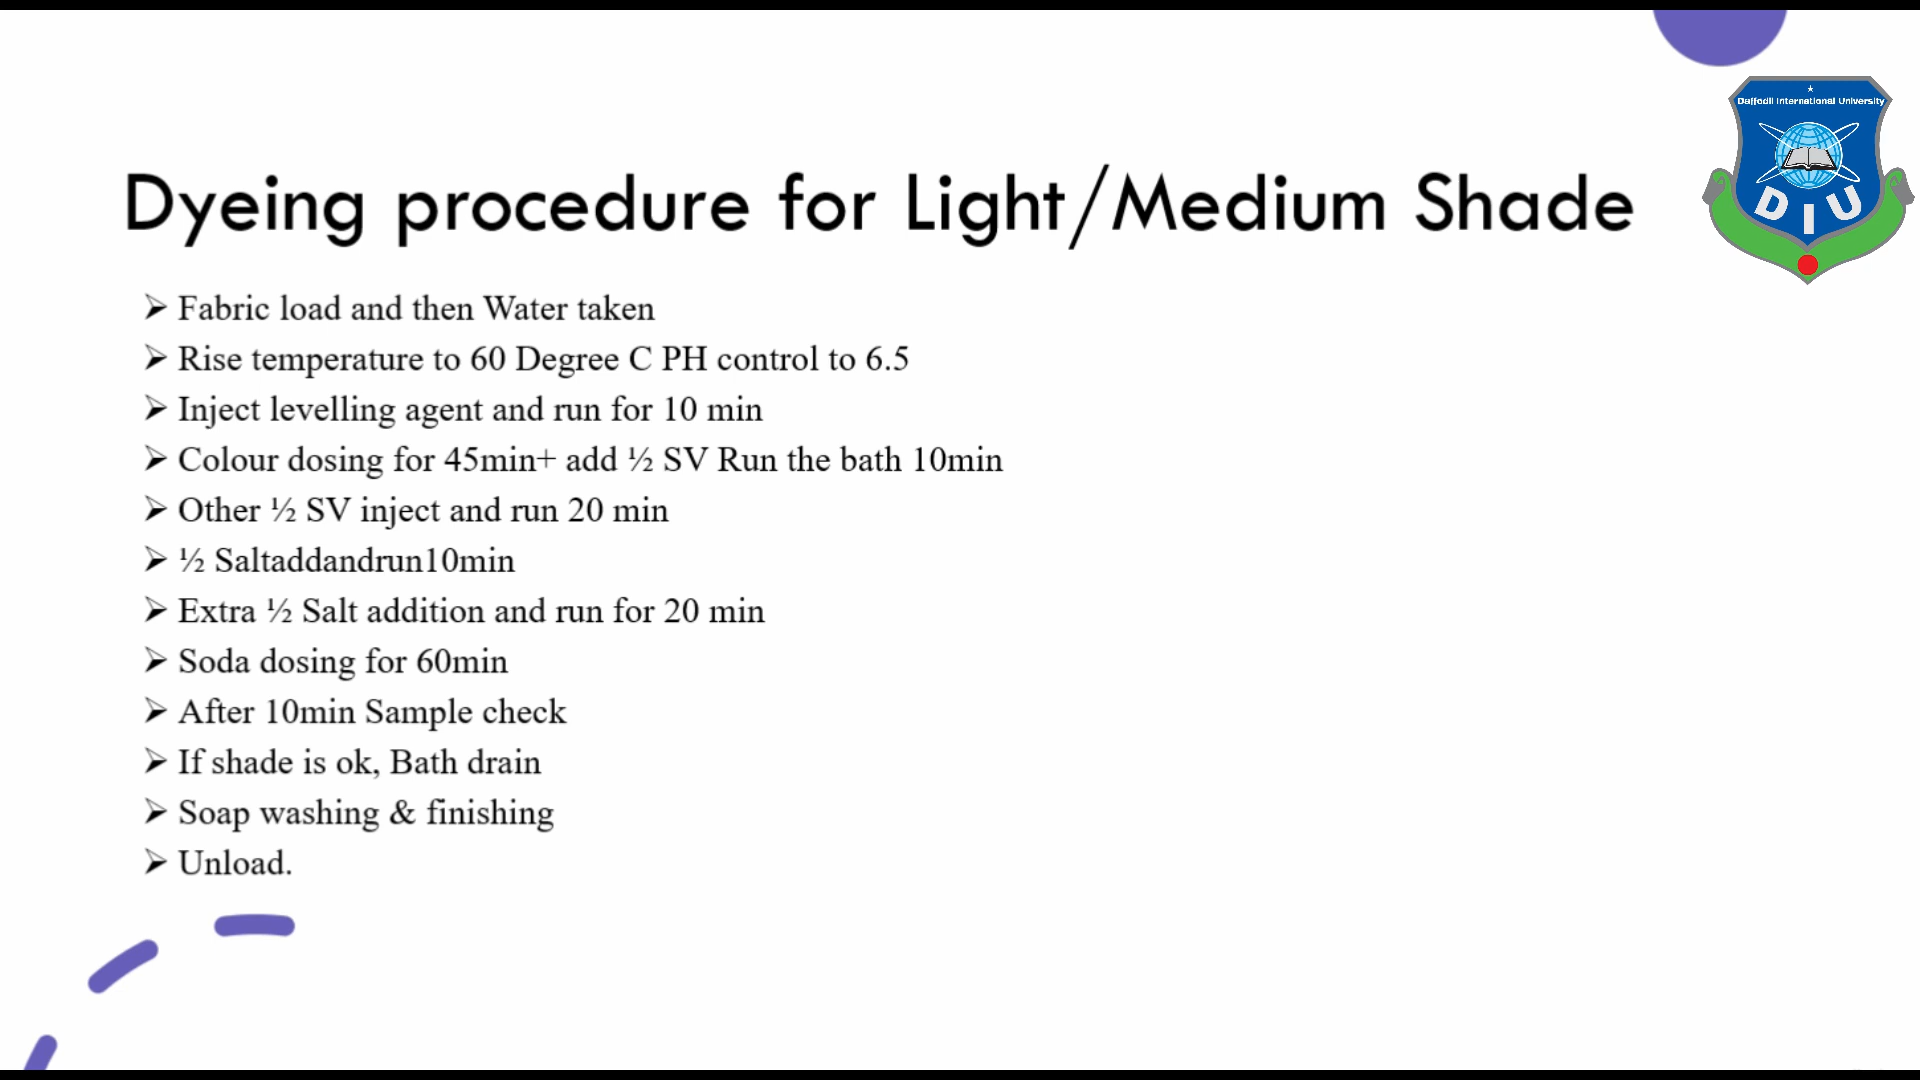 Daffodil International University
DIU
Dyeing procedure for Light/Medium Shade
➢ Fabric load and then Water taken
➢ Rise temperature to 60 Degree C PH control to 6.5
➢ Inject levelling agent and run for 10 min
➢ Colour dosing for 45min+ add ½ SV Run the bath 10min
➢ Other ½ SV inject and run 20 min
➢ ½ Saltaddandrun10min
➢ Extra ½ Salt addition and run for 20 min
➢ Soda dosing for 60min
➢ After 10min Sample check
➢ If shade is ok, Bath drain
➢ Soap washing & finishing
➢ Unload.